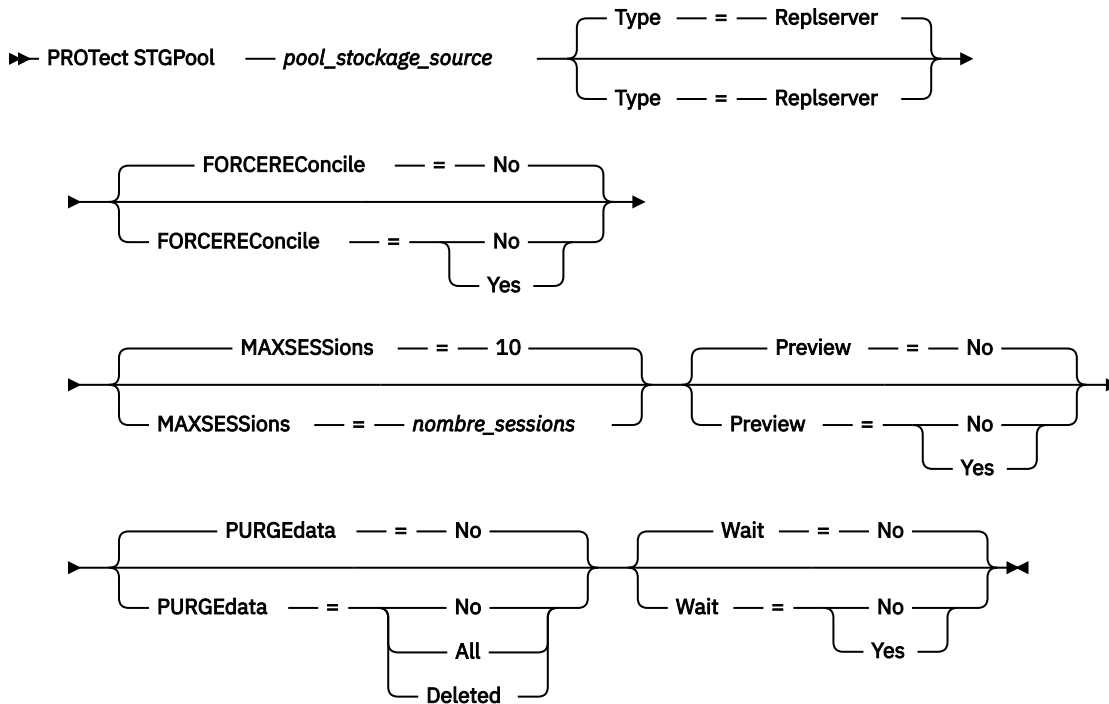 Type = Replserver
PROTect STGPool pool_stockage_source
Type = Replserver
FORCEREConcile = No
FORCEREConcile = No
Yes
MAXSESSions = 10 Preview = No
MAXSESSions = nombre_sessions Preview = No
Yes
PURGEdata = No Wait = No
PURGEdata = No Wait = No
All Yes
Deleted